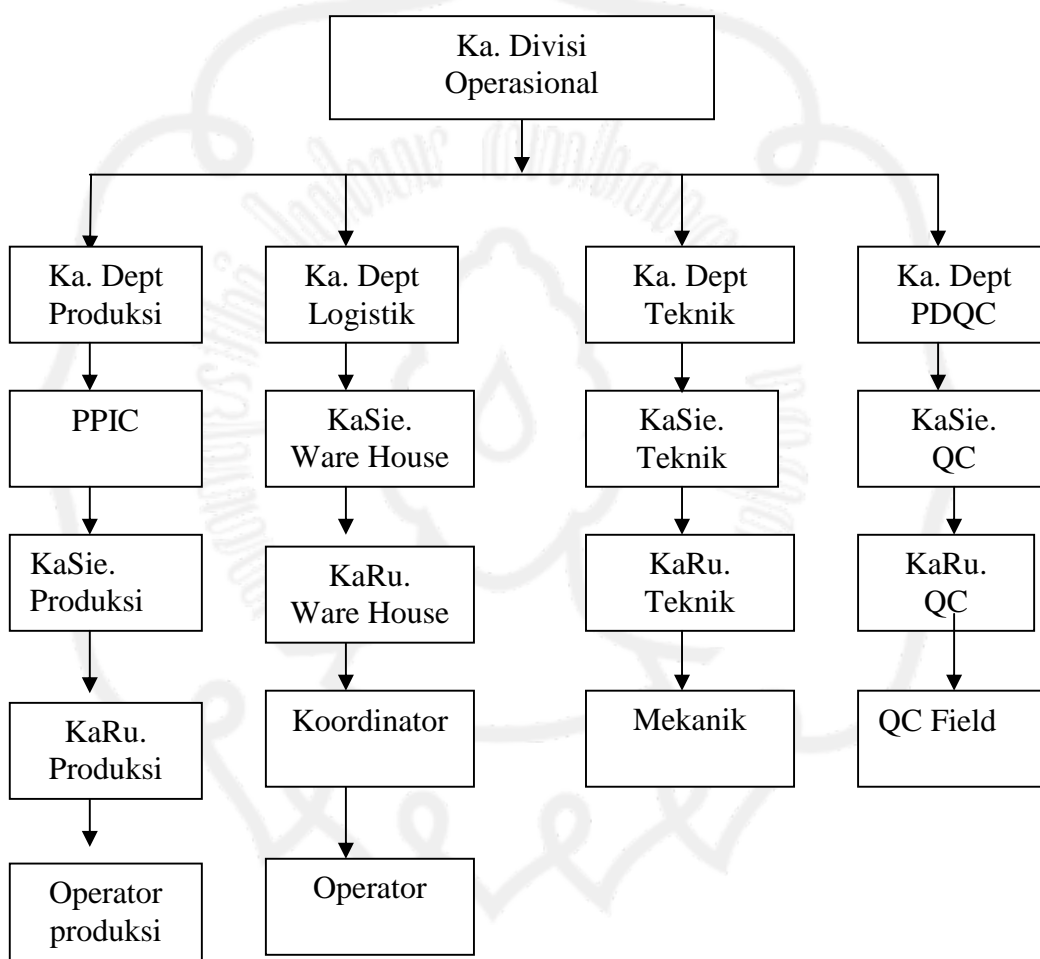 Ka. Divisi
Operasional
Ka. Dept
Produksi
Ka. Dept
Logistik
Ka. Dept
Teknik
Ka. Dept
PDQC
PPIC
KaSie.
Ware House
KaSie.
Teknik
KaSie.
QC
KaSie.
Produksi
KaRu.
Ware House
KaRu.
Teknik
KaRu.
QC
KaRu.
Produksi
Koordinator
Mekanik
QC Field
Operator
produksi
Operator